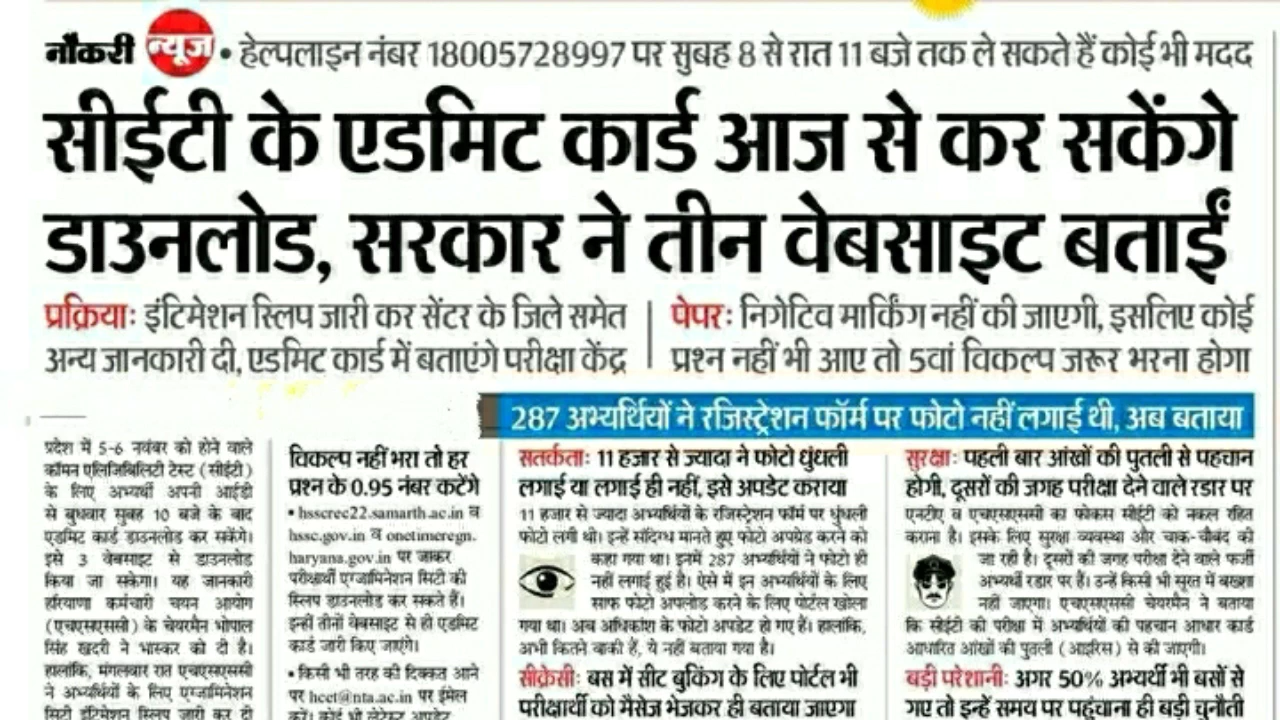 नौकरी न्यूज • हेल्पलाइन नंबर 18005728997 पर सुबह 8 से रात 11 बजे तक ले सकते हैं कोई भी मदद
सीईटी के एडमिट कार्ड आज से कर सकेंगे
डाउनलोड, सरकार ने तीन वेबसाइट बताईं
प्रक्रिया: इंटिमेशन स्लिप जारी कर सेंटर के जिले समेत
अन्य जानकारी दी, एडमिट कार्ड में बताएंगे परीक्षा केंद्र
पेपर: निगेटिव मार्किंग नहीं की जाएगी, इसलिए कोई
प्रश्न नहीं भी आए तो 5वां विकल्प जरूर भरना होगा
287 अभ्यर्थियों ने रजिस्ट्रेशन फॉर्म पर फोटो नहीं लगाई थी, अब बताया
प्रदेश में 5-6 नवंबर को होने वाले
कॉमन एलिजिबिलिटी टेस्ट (सीईटी)
के लिए अभ्यर्थी अपनी आईडी
से बुधवार सुबह 10 बजे के बाद
एडमिट कार्ड डाउनलोड कर सकेंगे।
इसे 3 वेबसाइट से डाउनलोड
किया जा सकेगा। यह जानकारी
हरियाणा कर्मचारी चयन आयोग
(एचएसएससी) के चेयरमैन भोपाल
सिंह खदरी ने भास्कर को दी है।
हालांकि, मंगलवार रात एचएसएससी
ने अभ्यर्थियों के लिए एग्जामिनेशन
सिटी इंटिमेशन स्लिप जारी कर दी
विकल्प नहीं भरा तो हर
प्रश्न के 0.95 नंबर कटेंगे
• hsscrec22.samarth.ac.in व
hssc.gov.in व onetimeregn.
haryana.gov.in पर जाकर
परीक्षार्थी एग्जामिनेशन सिटी की
स्लिप डाउनलोड कर सकते हैं।
इन्हीं तीनों वेबसाइट से ही एडमिट
कार्ड जारी किए जाएंगे।
• किसी भी तरह की दिक्कत आने
पर hcet@nta.ac.in पर ईमेल
करें। कोई भी लेटेस्ट अपडेट
सतर्कता: 11 हजार से ज्यादा ने फोटो धुंधली
लगाई या लगाई ही नहीं, इसे अपडेट कराया
11 हजार से ज्यादा अभ्यर्थियों के रजिस्ट्रेशन फॉर्म पर धुंधली
फोटो लगी थी। इन्हें संदिग्ध मानते हुए फोटो अपग्रेड करने को
कहा गया था। इनमें 287 अभ्यर्थियों ने फोटो ही
नहीं लगाई हुई है। ऐसे में इन अभ्यर्थियों के लिए
साफ फोटो अपलोड करने के लिए पोर्टल खोला
गया था। अब अधिकांश के फोटो अपडेट हो गए हैं। हालांकि,
अभी कितने बाकी हैं, ये नहीं बताया गया है।
सीक्रेसी: बस में सीट बुकिंग के लिए पोर्टल भी
परीक्षार्थी को मैसेज भेजकर ही बताया जाएगा
सुरक्षा: पहली बार आंखों की पुतली से पहचान
होगी, दूसरों की जगह परीक्षा देने वाले रडार पर
एनटीए व एचएसएससी का फोकस सीईटी को नकल रहित
कराना है। इसके लिए सुरक्षा व्यवस्था और चाक-चौबंद की
जा रही है। दूसरों की जगह परीक्षा देने वाले फर्जी
अभ्यर्थी रडार पर हैं। उन्हें किसी भी सूरत में बख्शा
नहीं जाएगा। एचएसएससी चेयरमैन ने बताया
कि सीईटी की परीक्षा में अभ्यर्थियों की पहचान आधार कार्ड
आधारित आंखों की पुतली (आइरिस) से की जाएगी।
बड़ी परेशानी: अगर 50% अभ्यर्थी भी बसों से
गए तो इन्हें समय पर पहुंचाना ही बड़ी चुनौती